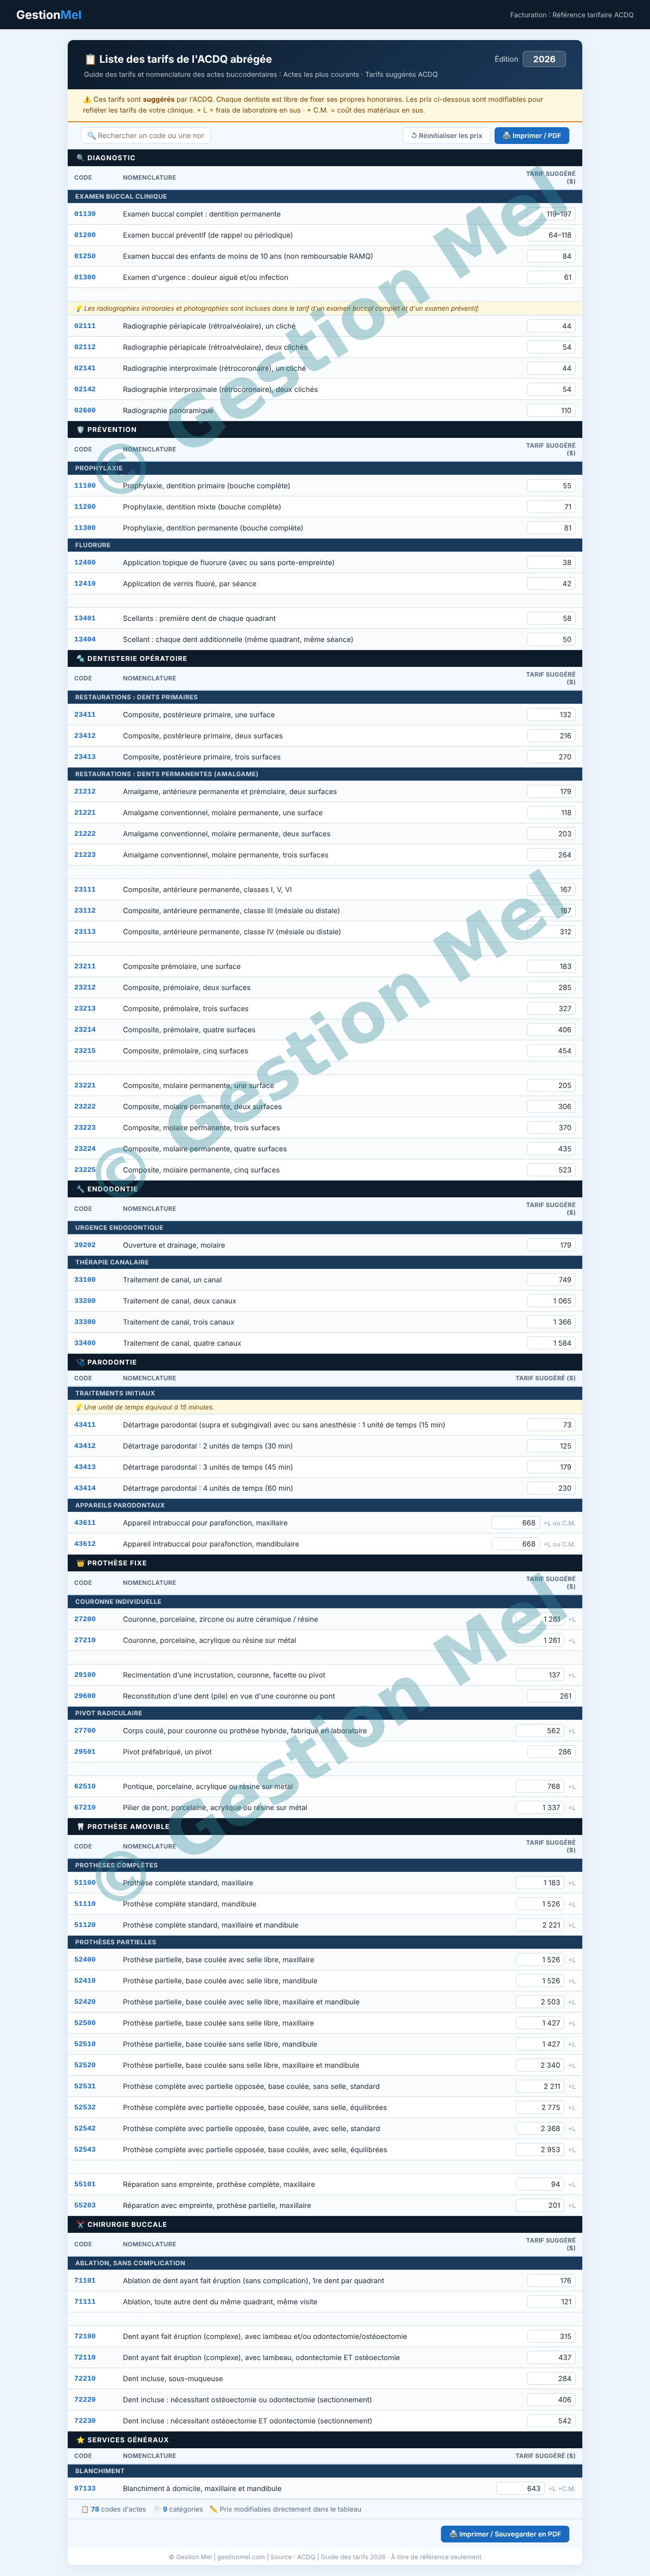 GestionMel
Facturation : Référence tarifaire ACDQ
📋 Liste des tarifs de l'ACDQ abrégée
Édition 2026
Guide des tarifs et nomenclature des actes buccodentaires : Actes les plus courants · Tarifs suggérés ACDQ
⚠️ Ces tarifs sont suggérés par l'ACDQ. Chaque dentiste est libre de fixer ses propres honoraires. Les prix ci-dessous sont modifiables pour
refléter les tarifs de votre clinique. + L = frais de laboratoire en sus · + C.M. = coût des matériaux en sus.
🔍 Rechercher un code ou une nor
↺ Réinitialiser les prix
🖨️ Imprimer / PDF
🔍 DIAGNOSTIC
CODE NOMENCLATURE TARIF SUGGÉRÉ ($)
EXAMEN BUCCAL CLINIQUE
01130 Examen buccal complet : dentition permanente 119–197
01200 Examen buccal préventif (de rappel ou périodique) 64–118
01250 Examen buccal des enfants de moins de 10 ans (non remboursable RAMQ) 84
01300 Examen d'urgence : douleur aiguë et/ou infection 61
💡 Les radiographies intraorales et photographies sont incluses dans le tarif d'un examen buccal complet et d'un examen préventif.
02111 Radiographie périapicale (rétroalvéolaire), un cliché 44
02112 Radiographie périapicale (rétroalvéolaire), deux clichés 54
02141 Radiographie interproximale (rétrocoronaire), un cliché 44
02142 Radiographie interproximale (rétrocoronaire), deux clichés 54
02600 Radiographie panoramique 110
🛡️ PRÉVENTION
CODE NOMENCLATURE TARIF SUGGÉRÉ ($)
PROPHYLAXIE
11100 Prophylaxie, dentition primaire (bouche complète) 55
11200 Prophylaxie, dentition mixte (bouche complète) 71
11300 Prophylaxie, dentition permanente (bouche complète) 81
FLUORURE
12400 Application topique de fluorure (avec ou sans porte-empreinte) 38
12410 Application de vernis fluoré, par séance 42
13401 Scellants : première dent de chaque quadrant 58
13404 Scellant : chaque dent additionnelle (même quadrant, même séance) 50
🔩 DENTISTERIE OPÉRATOIRE
CODE NOMENCLATURE TARIF SUGGÉRÉ ($)
RESTAURATIONS : DENTS PRIMAIRES
23411 Composite, postérieure primaire, une surface 132
23412 Composite, postérieure primaire, deux surfaces 216
23413 Composite, postérieure primaire, trois surfaces 270
RESTAURATIONS : DENTS PERMANENTES (AMALGAME)
21212 Amalgame, antérieure permanente et prémolaire, deux surfaces 179
21221 Amalgame conventionnel, molaire permanente, une surface 118
21222 Amalgame conventionnel, molaire permanente, deux surfaces 203
21223 Amalgame conventionnel, molaire permanente, trois surfaces 264
23111 Composite, antérieure permanente, classes I, V, VI 167
23112 Composite, antérieure permanente, classe III (mésiale ou distale) 187
23113 Composite, antérieure permanente, classe IV (mésiale ou distale) 312
23211 Composite prémolaire, une surface 183
23212 Composite, prémolaire, deux surfaces 285
23213 Composite, prémolaire, trois surfaces 327
23214 Composite, prémolaire, quatre surfaces 406
23215 Composite, prémolaire, cinq surfaces 454
23221 Composite, molaire permanente, une surface 205
23222 Composite, molaire permanente, deux surfaces 306
23223 Composite, molaire permanente, trois surfaces 370
23224 Composite, molaire permanente, quatre surfaces 435
23225 Composite, molaire permanente, cinq surfaces 523
🔧 ENDODONTIE
CODE NOMENCLATURE TARIF SUGGÉRÉ ($)
URGENCE ENDODONTIQUE
39202 Ouverture et drainage, molaire 179
THÉRAPIE CANALAIRE
33100 Traitement de canal, un canal 749
33200 Traitement de canal, deux canaux 1 065
33300 Traitement de canal, trois canaux 1 366
33400 Traitement de canal, quatre canaux 1 584
🩺 PARODONTIE
CODE NOMENCLATURE TARIF SUGGÉRÉ ($)
TRAITEMENTS INITIAUX
💡 Une unité de temps équivaut à 15 minutes.
43411 Détartrage parodontal (supra et subgingival) avec ou sans anesthésie : 1 unité de temps (15 min) 73
43412 Détartrage parodontal : 2 unités de temps (30 min) 125
43413 Détartrage parodontal : 3 unités de temps (45 min) 179
43414 Détartrage parodontal : 4 unités de temps (60 min) 230
APPAREILS PARODONTAUX
43611 Appareil intrabuccal pour parafonction, maxillaire 668 +L ou C.M.
43612 Appareil intrabuccal pour parafonction, mandibulaire 668 +L ou C.M.
👑 PROTHÈSE FIXE
CODE NOMENCLATURE TARIF SUGGÉRÉ ($)
COURONNE INDIVIDUELLE
27200 Couronne, porcelaine, zircone ou autre céramique / résine 1 261 +L
27210 Couronne, porcelaine, acrylique ou résine sur métal 1 261 +L
29100 Recimentation d'une incrustation, couronne, facette ou pivot 137 +L
29600 Reconstitution d'une dent (pile) en vue d'une couronne ou pont 261
PIVOT RADICULAIRE
27700 Corps coulé, pour couronne ou prothèse hybride, fabriqué en laboratoire 562 +L
29501 Pivot préfabriqué, un pivot 286
62510 Pontique, porcelaine, acrylique ou résine sur métal 768 +L
67210 Pilier de pont, porcelaine, acrylique ou résine sur métal 1 337 +L
🦷 PROTHÈSE AMOVIBLE
CODE NOMENCLATURE TARIF SUGGÉRÉ ($)
PROTHÈSES COMPLÈTES
51100 Prothèse complète standard, maxillaire 1 183 +L
51110 Prothèse complète standard, mandibule 1 526 +L
51120 Prothèse complète standard, maxillaire et mandibule 2 221 +L
PROTHÈSES PARTIELLES
52400 Prothèse partielle, base coulée avec selle libre, maxillaire 1 526 +L
52410 Prothèse partielle, base coulée avec selle libre, mandibule 1 526 +L
52420 Prothèse partielle, base coulée avec selle libre, maxillaire et mandibule 2 503 +L
52500 Prothèse partielle, base coulée sans selle libre, maxillaire 1 427 +L
52510 Prothèse partielle, base coulée sans selle libre, mandibule 1 427 +L
52520 Prothèse partielle, base coulée sans selle libre, maxillaire et mandibule 2 340 +L
52531 Prothèse complète avec partielle opposée, base coulée, sans selle, standard 2 211 +L
52532 Prothèse complète avec partielle opposée, base coulée, sans selle, équilibrées 2 775 +L
52542 Prothèse complète avec partielle opposée, base coulée, avec selle, standard 2 368 +L
52543 Prothèse complète avec partielle opposée, base coulée, avec selle, équilibrées 2 953 +L
55101 Réparation sans empreinte, prothèse complète, maxillaire 94 +L
55203 Réparation avec empreinte, prothèse partielle, maxillaire 201 +L
✂️ CHIRURGIE BUCCALE
CODE NOMENCLATURE TARIF SUGGÉRÉ ($)
ABLATION, SANS COMPLICATION
71101 Ablation de dent ayant fait éruption (sans complication), 1re dent par quadrant 176
71111 Ablation, toute autre dent du même quadrant, même visite 121
72100 Dent ayant fait éruption (complexe), avec lambeau et/ou odontectomie/ostéoectomie 315
72110 Dent ayant fait éruption (complexe), avec lambeau, odontectomie ET ostéoectomie 437
72210 Dent incluse, sous-muqueuse 284
72220 Dent incluse : nécessitant ostéoectomie ou odontectomie (sectionnement) 406
72230 Dent incluse : nécessitant ostéoectomie ET odontectomie (sectionnement) 542
⭐ SERVICES GÉNÉRAUX
CODE NOMENCLATURE TARIF SUGGÉRÉ ($)
BLANCHIMENT
97133 Blanchiment à domicile, maxillaire et mandibule 643 +L +C.M.
📋 78 codes d'actes 🦷 9 catégories ✏️ Prix modifiables directement dans le tableau
🖨️ Imprimer / Sauvegarder en PDF
© Gestion Mel | gestionmel.com | Source : ACDQ | Guide des tarifs 2026 · À titre de référence seulement
© Gestion Mel
© Gestion Mel
© Gestion Mel